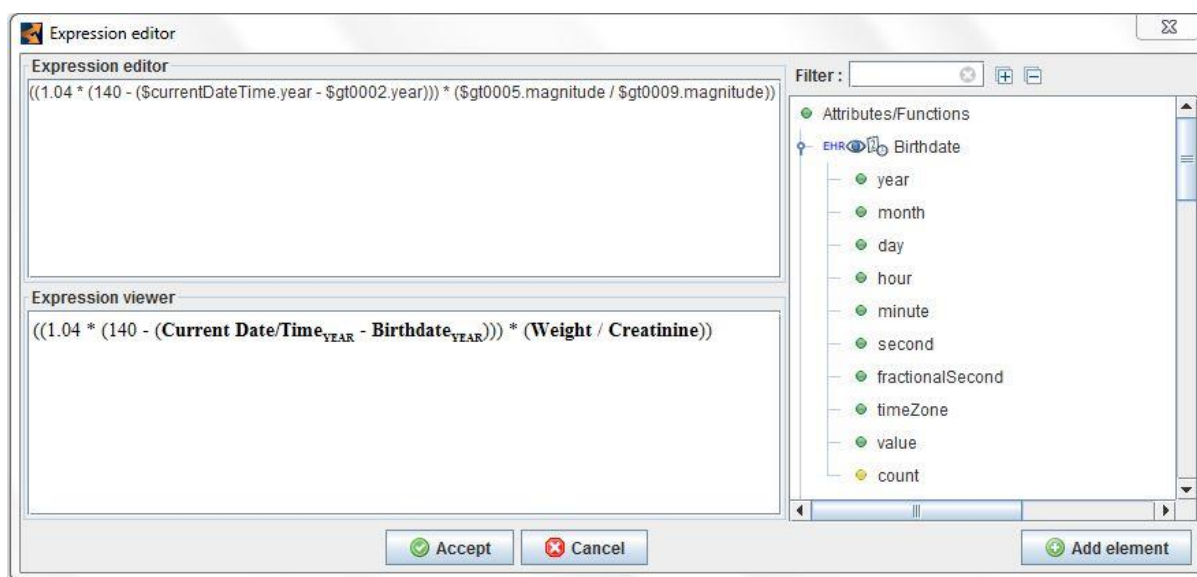 Expression editor
Expression editor
((1.04 * (140 - ($currentDateTime.year - $gt0002.year))) * ($gt0005.magnitude / $gt0009.magnitude))
Expression viewer
((1.04 * (140 - (Current Date/TimeYEAR - BirthdateYEAR))) * (Weight / Creatinine))
Filter :
Attributes/Functions
EHR Birthdate
year
month
day
hour
minute
second
fractionalSecond
timeZone
value
count
Accept
Cancel
Add element